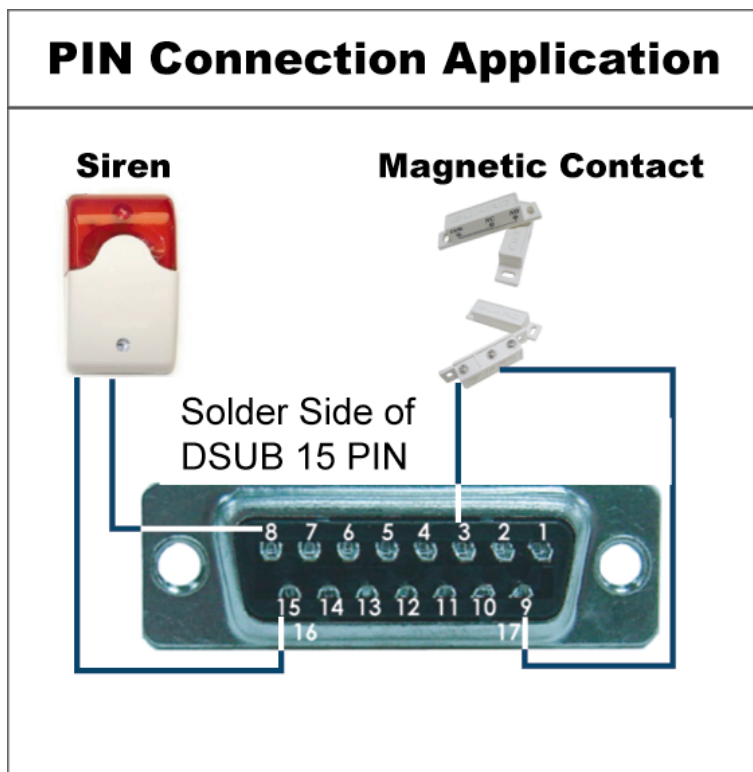 PIN Connection Application
Siren
Magnetic Contact
Solder Side of
DSUB 15 PIN
8 7 6 5 4 3 2 1
15 14 13 12 11 10 9
16 17